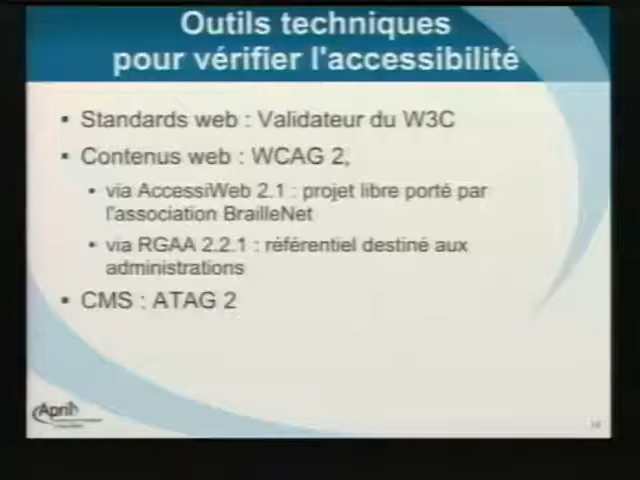 Outils techniques
pour vérifier l'accessibilité
• Standards web : Validateur du W3C
• Contenus web : WCAG 2,
• via AccessiWeb 2.1 : projet libre porté par
l'association BrailleNet
• via RGAA 2.2.1 : référentiel destiné aux
administrations
• CMS : ATAG 2
April